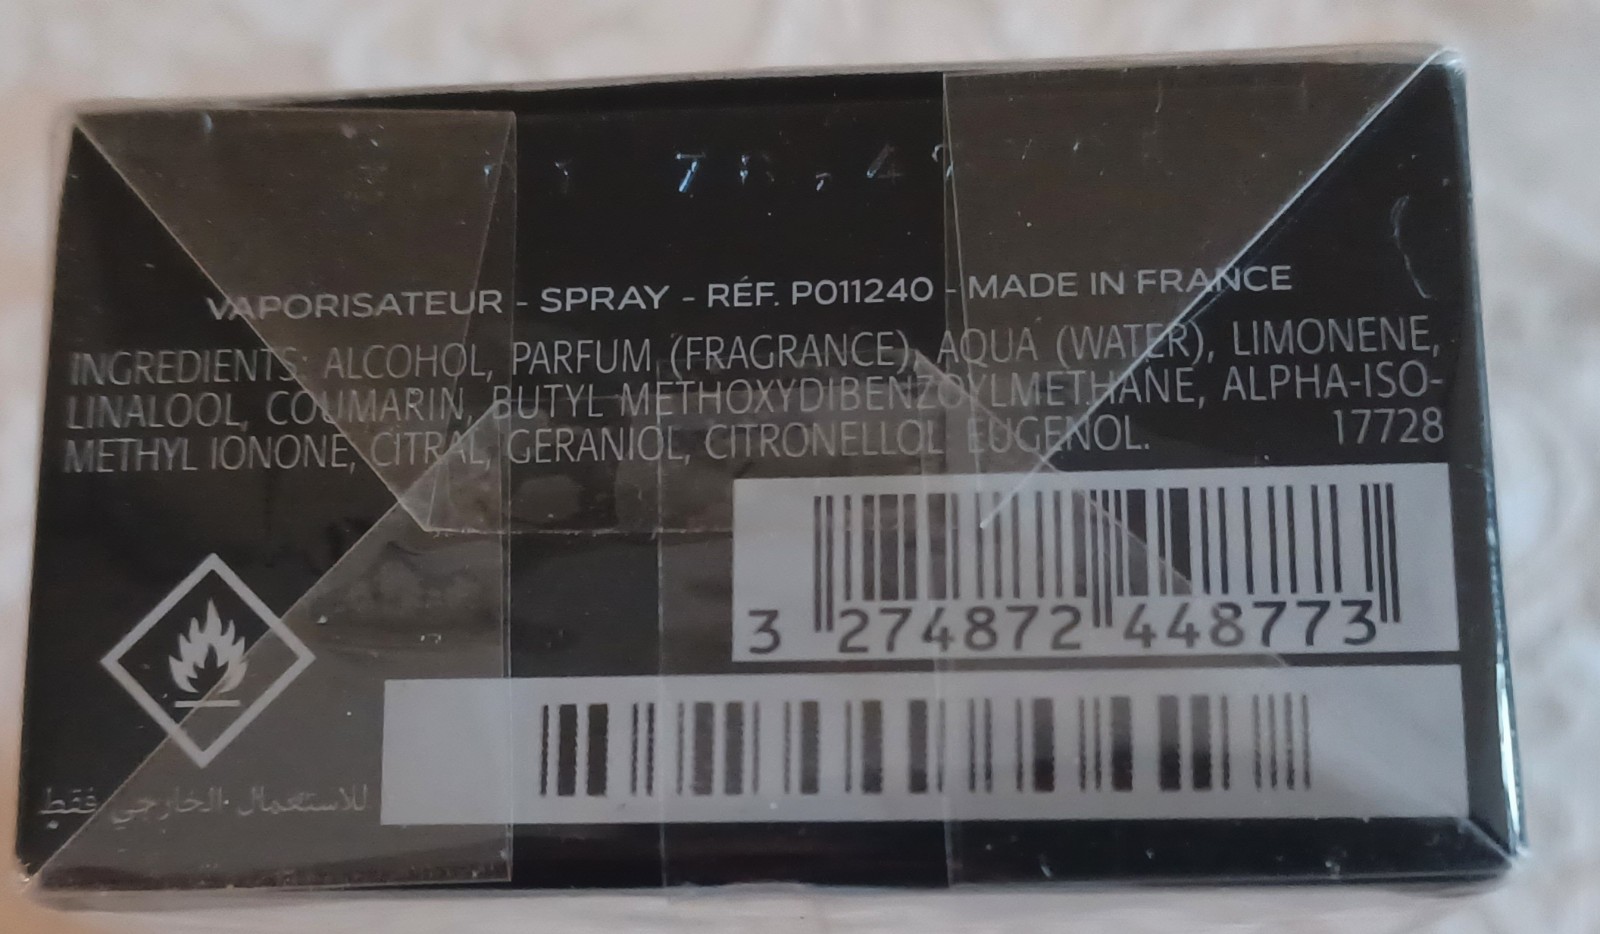 VAPORISATEUR - SPRAY - RÉF. P011240 - MADE IN FRANCE
INGREDIENTS: ALCOHOL, PARFUM (FRAGRANCE), AQUA (WATER), LIMONENE,
LINALOOL, COUMARIN, BUTYL METHOXYDIBENZOYLMETHANE, ALPHA-ISO-
METHYL IONONE, CITRAL, GERANIOL, CITRONELLOL EUGENOL. 17728
3 274872 448773
للاستعمال الخارجي فقط